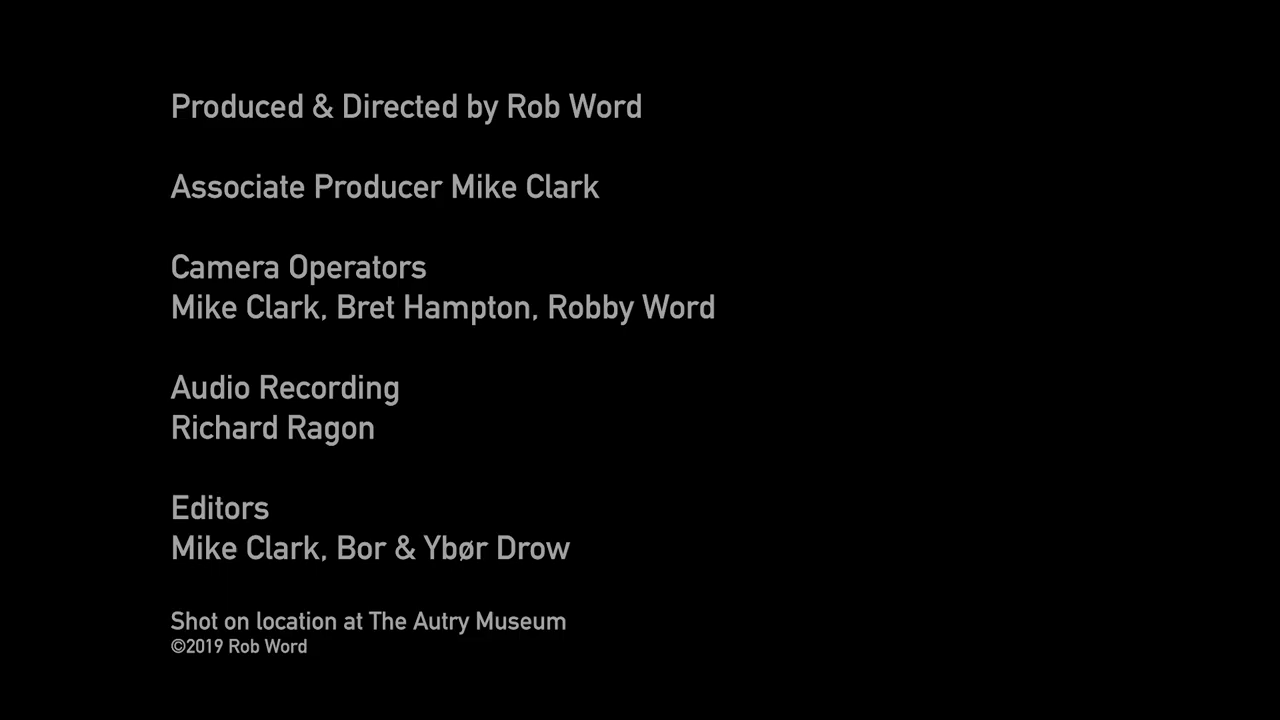 Produced & Directed by Rob Word
Associate Producer Mike Clark
Camera Operators
Mike Clark, Bret Hampton, Robby Word
Audio Recording
Richard Ragon
Editors
Mike Clark, Bor & Ybør Drow
Shot on location at The Autry Museum
©2019 Rob Word